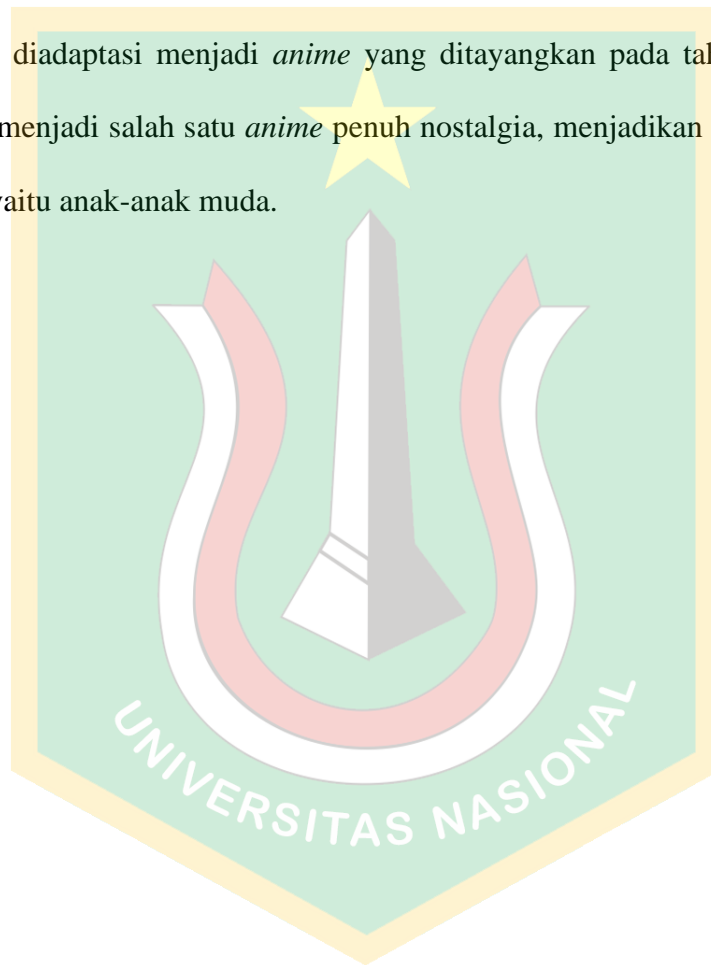 diadaptasi menjadi anime yang ditayangkan pada
menjadi salah satu anime penuh nostalgia, menjadikan
yaitu anak-anak muda.
UNIVERSITAS NASIONAL